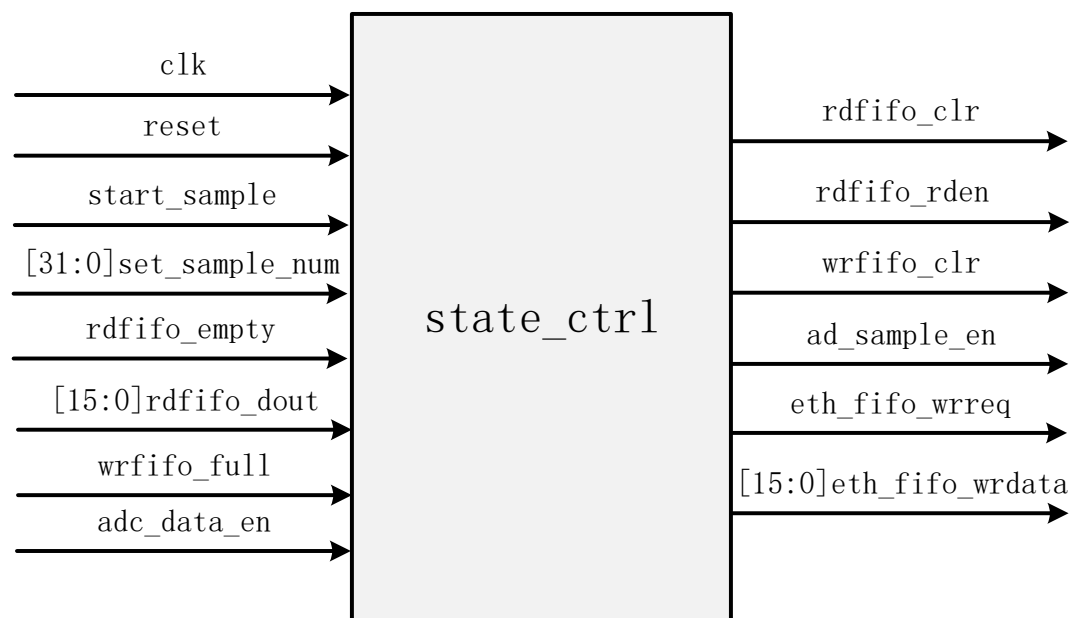 clk
reset
start_sample
[31:0]set_sample_num
rdfifo_empty
[15:0]rdfifo_dout
wrfifo_full
adc_data_en
state_ctrl
rdfifo_clr
rdfifo_rden
wrfifo_clr
ad_sample_en
eth_fifo_wrreq
[15:0]eth_fifo_wrdata